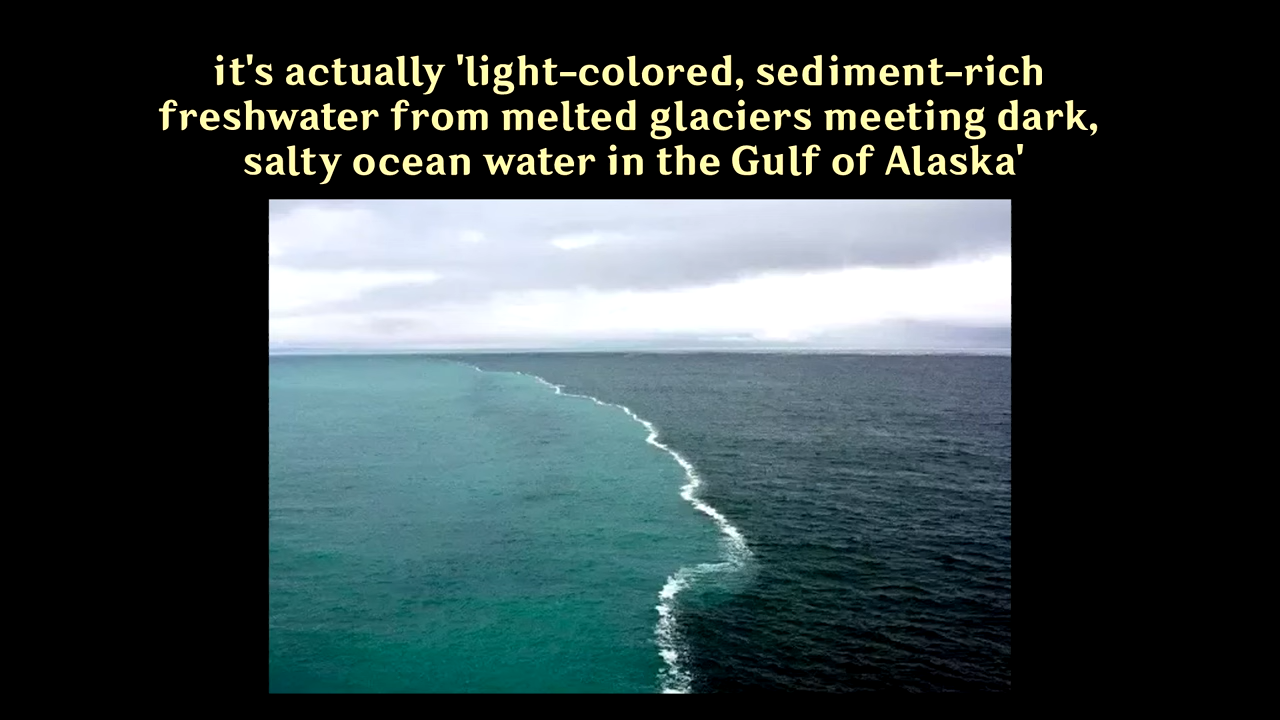 it's actually 'light-colored, sediment-rich
freshwater from melted glaciers meeting dark,
salty ocean water in the Gulf of Alaska'